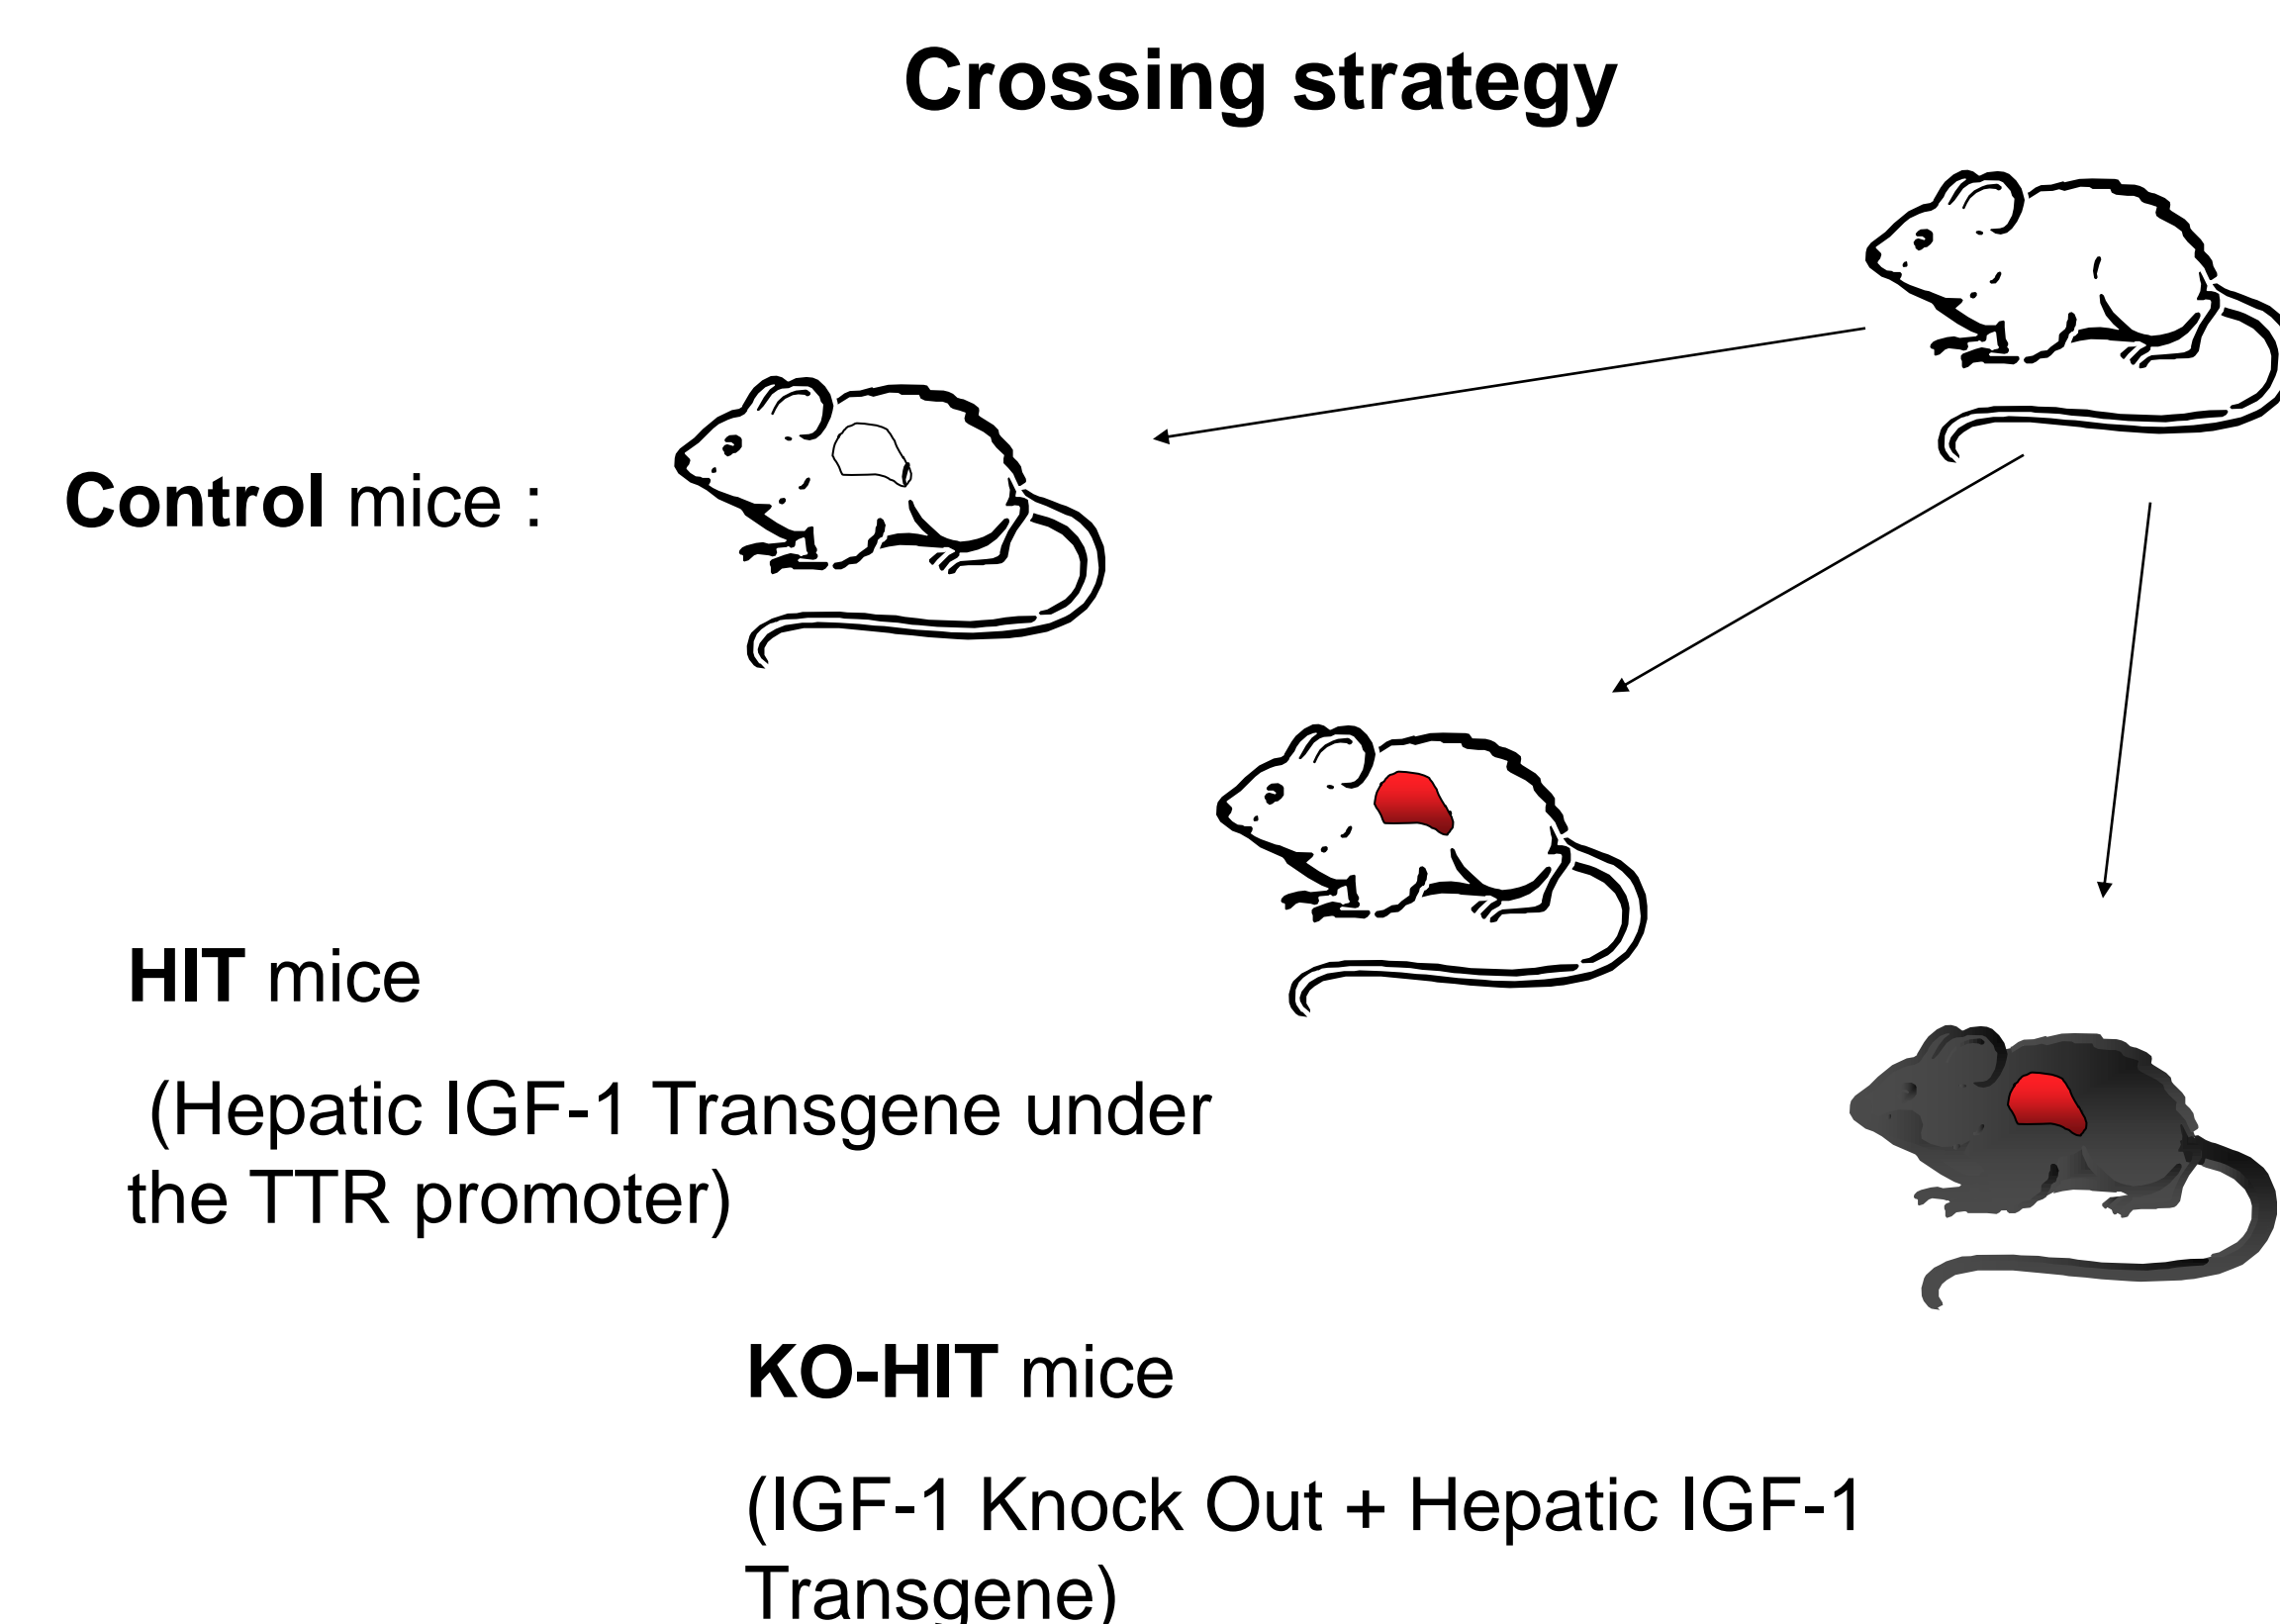 Crossing strategy
Control mice :
HIT mice
(Hepatic IGF-1 Transgene under
the TTR promoter)
KO-HIT mice
(IGF-1 Knock Out + Hepatic IGF-1
Transgene)